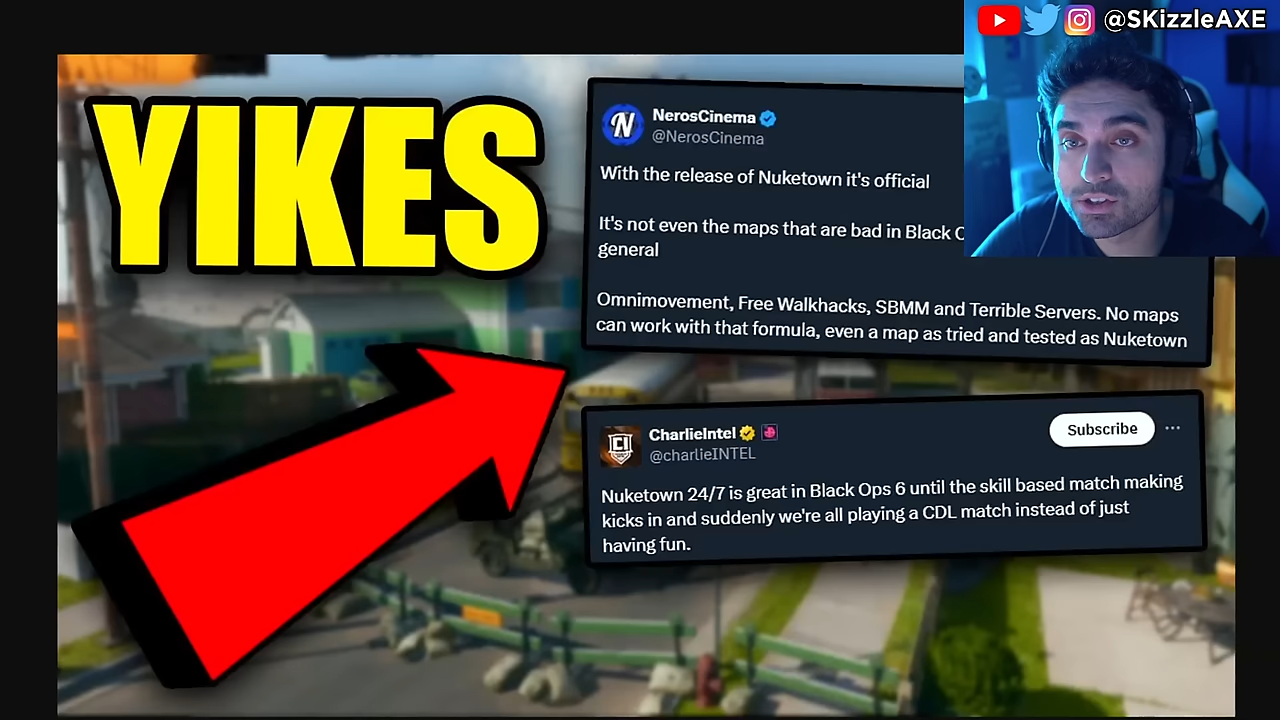 @SKizzleAXE
YIKES
NerosCinema
@NerosCinema
With the release of Nuketown it's official
It's not even the maps that are bad in Black
general
Omnimovement, Free Walkhacks, SBMM and Terrible Servers. No maps
can work with that formula, even a map as tried and tested as Nuketown
CharlieIntel
@charlieINTEL
Subscribe
Nuketown 24/7 is great in Black Ops 6 until the skill based match making
kicks in and suddenly we're all playing a CDL match instead of just
having fun.
N
CI